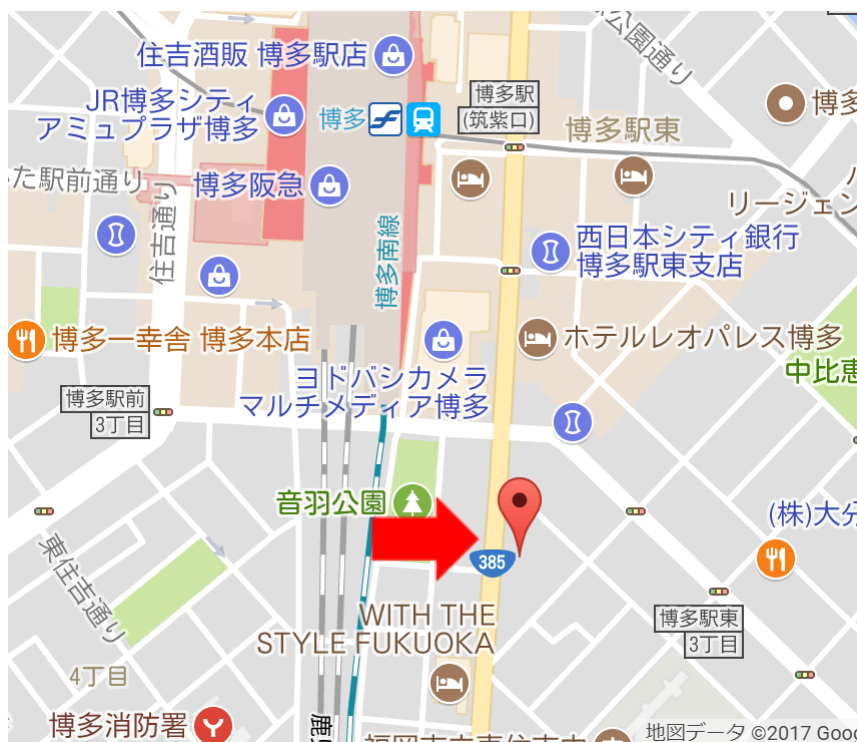 公園通り
住吉酒販 博多駅店
JR博多シティ
アミュプラザ博多
博多
博多駅
(筑紫口)
博多
博多駅東
た駅前通り
博多阪急
住吉通り
博多南線
リージェン
西日本シティ銀行
博多駅東支店
博多一幸舎 博多本店
ホテルレオパレス博多
中比恵
ヨドバシカメラ
マルチメディア博多
博多駅前
3丁目
音羽公園
(株)大分
385
東住吉通り
WITH THE
STYLE FUKUOKA
博多駅東
3丁目
4丁目
博多消防署
地図データ ©2017 Goo